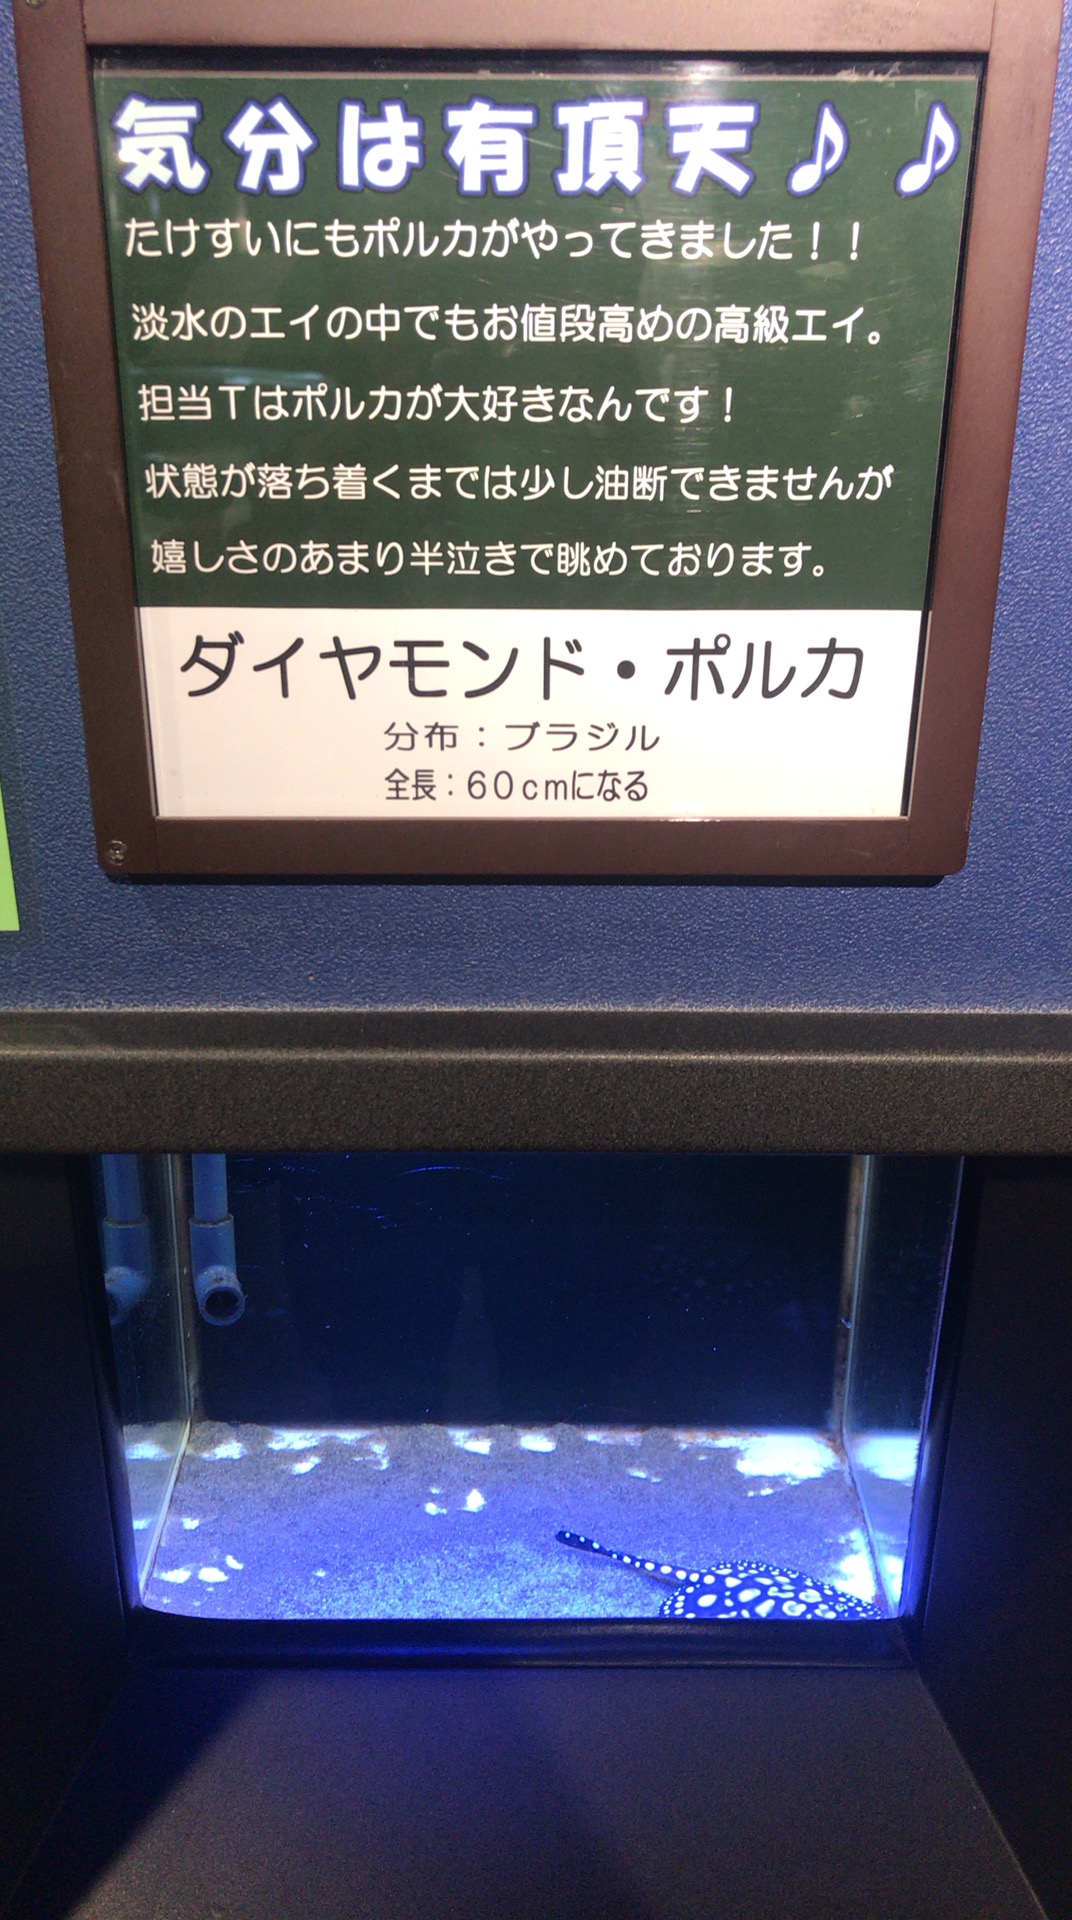 気分は有頂天♪♪
たけすいにもポルカがやってきました！！
淡水のエイの中でもお値段高めの高級エイ。
担当Tはポルカが大好きなんです！
状態が落ち着くまでは少し油断できませんが
嬉しさのあまり半泣きで眺めております。
ダイヤモンド・ポルカ
分布：ブラジル
全長：60cmになる